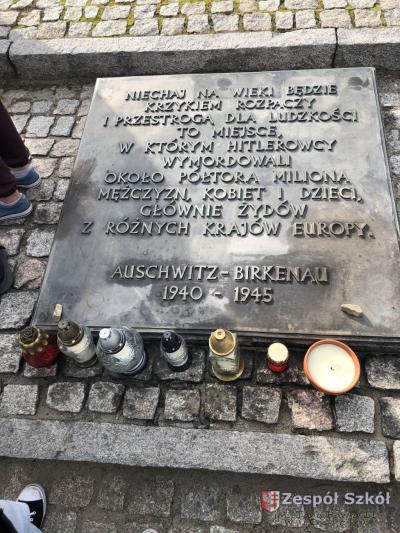 NIECHAJ NA WIEKI BĘDZIE
KRZYKIEM ROZPACZY
I PRZESTROGĄ DLA LUDZKOŚCI
TO MIEJSCE,
W KTÓRYM HITLEROWCY
WYMORDOWALI
OKOŁO PÓŁTORA MILIONA
MĘŻCZYZN, KOBIET I DZIECI,
GŁÓWNIE ŻYDÓW
Z RÓŻNYCH KRAJÓW EUROPY.
AUSCHWITZ-BIRKENAU
1940 - 1945
Zespół Szkół